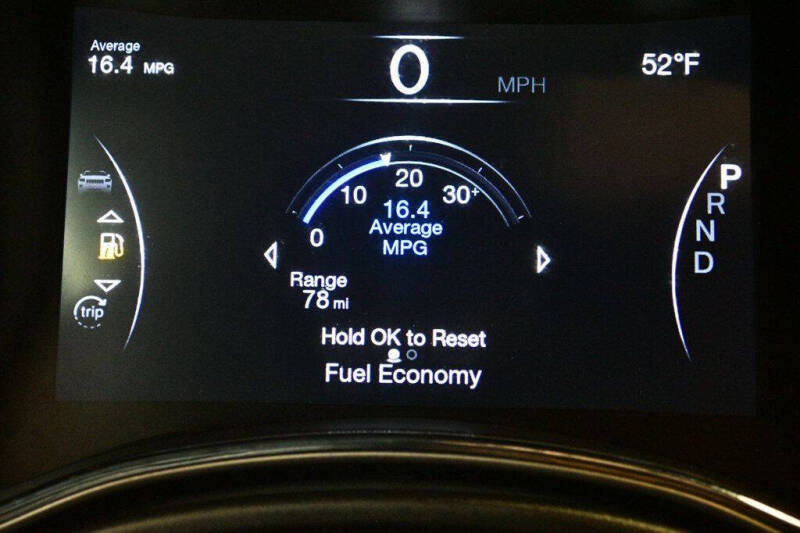 Average
16.4 MPG
0
MPH
52°F
0
10
20
30+
16.4
Average
MPG
Range
78 mi
trip
P
R
N
D
Hold OK to Reset
Fuel Economy